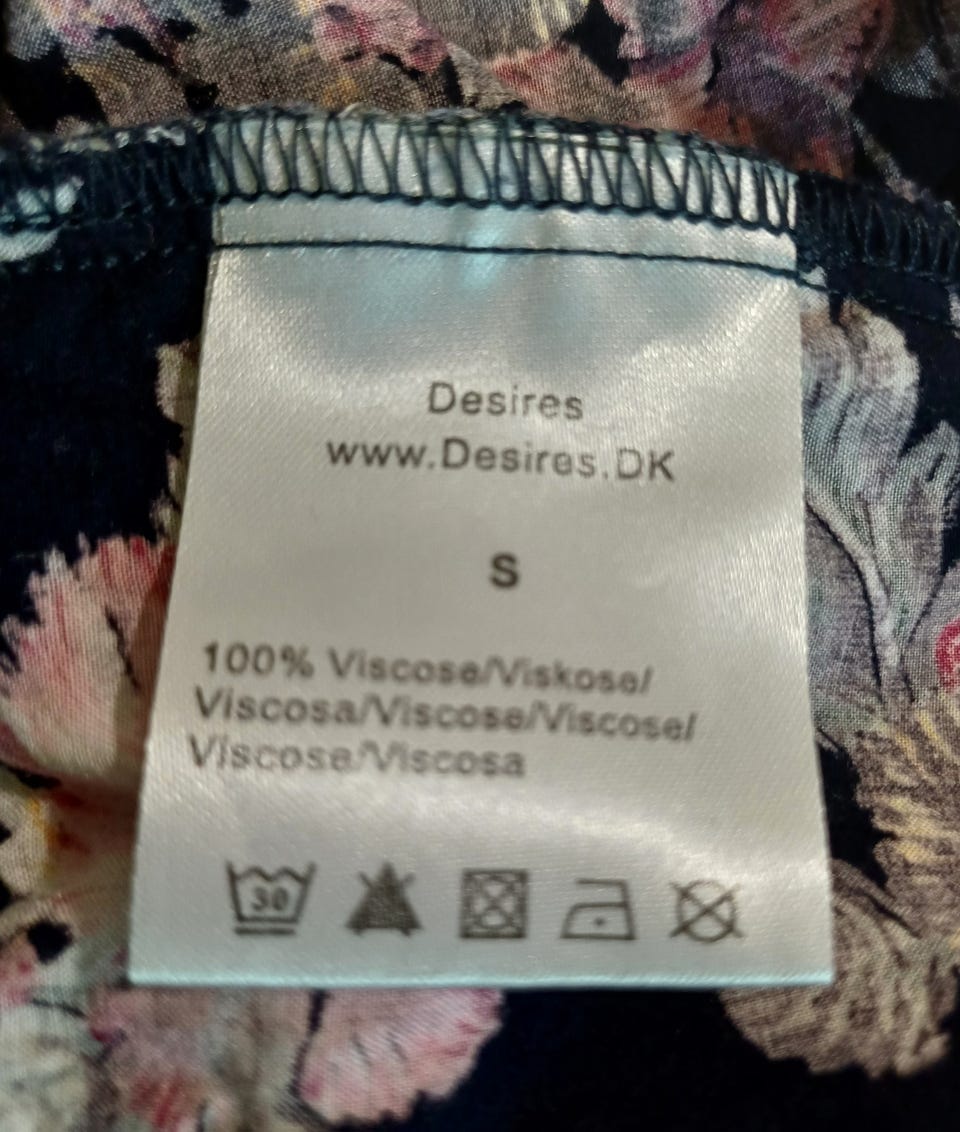 Desires
www.Desires.DK
S
100% Viscose/Viskose/
Viscosa/Viscose/Viscose/
Viscose/Viscosa
30